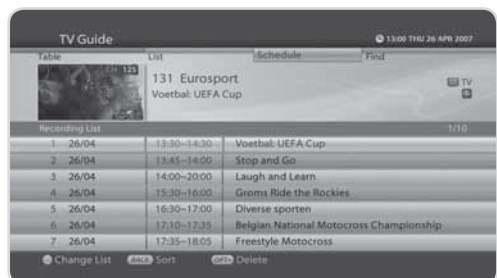 TV Guide 13:00 THU 26 APR 2007
Table List Schedule Find
CH 125
131 Eurosport
TV
Voetbal: UEFA Cup
Recording List 1/10
1 26/04 13:30~14:30 Voetbal: UEFA Cup
2 26/04 13:45~14:00 Stop and Go
3 26/04 14:00~20:00 Laugh and Learn
4 26/04 15:30~16:00 Groms Ride the Rockies
5 26/04 16:30~17:00 Diverse sporten
6 26/04 17:10~17:35 Belgian National Motocross Championship
7 26/04 17:35~18:05 Freestyle Motocross
Change List BACK Sort OPT+ Delete